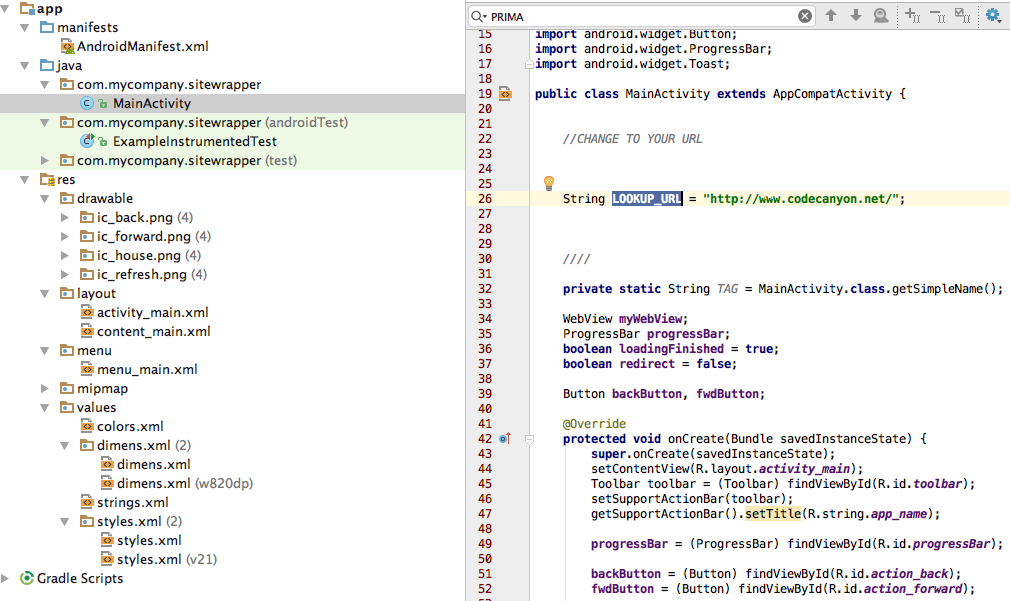 app
manifests
AndroidManifest.xml
java
com.mycompany.sitewrapper
MainActivity
com.mycompany.sitewrapper (androidTest)
ExampleInstrumentedTest
com.mycompany.sitewrapper (test)
res
drawable
ic_back.png (4)
ic_forward.png (4)
ic_house.png (4)
ic_refresh.png (4)
layout
activity_main.xml
content_main.xml
menu
menu_main.xml
mipmap
values
colors.xml
dimens.xml (2)
dimens.xml
dimens.xml (w820dp)
strings.xml
styles.xml (2)
styles.xml
styles.xml (v21)
Gradle Scripts
PRIMA
15 import android.widget.Button;
16 import android.widget.ProgressBar;
17 import android.widget.Toast;
18
19 public class MainActivity extends AppCompatActivity {
20
21
22 //CHANGE TO YOUR URL
23
24
25
26 String LOOKUP_URL = "http://www.codecanyon.net/";
27
28
29
30 ////
31
32 private static String TAG = MainActivity.class.getSimpleName();
33
34 WebView myWebView;
35 ProgressBar progressBar;
36 boolean loadingFinished = true;
37 boolean redirect = false;
38
39 Button backButton, fwdButton;
40
41 @Override
42 protected void onCreate(Bundle savedInstanceState) {
43 super.onCreate(savedInstanceState);
44 setContentView(R.layout.activity_main);
45 Toolbar toolbar = (Toolbar) findViewById(R.id.toolbar);
46 setSupportActionBar(toolbar);
47 getSupportActionBar().setTitle(R.string.app_name);
48
49 progressBar = (ProgressBar) findViewById(R.id.progressBar);
50
51 backButton = (Button) findViewById(R.id.action_back);
52 fwdButton = (Button) findViewById(R.id.action_forward);